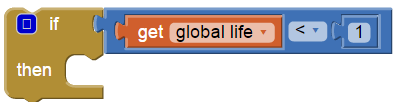 if get global life < 1
then